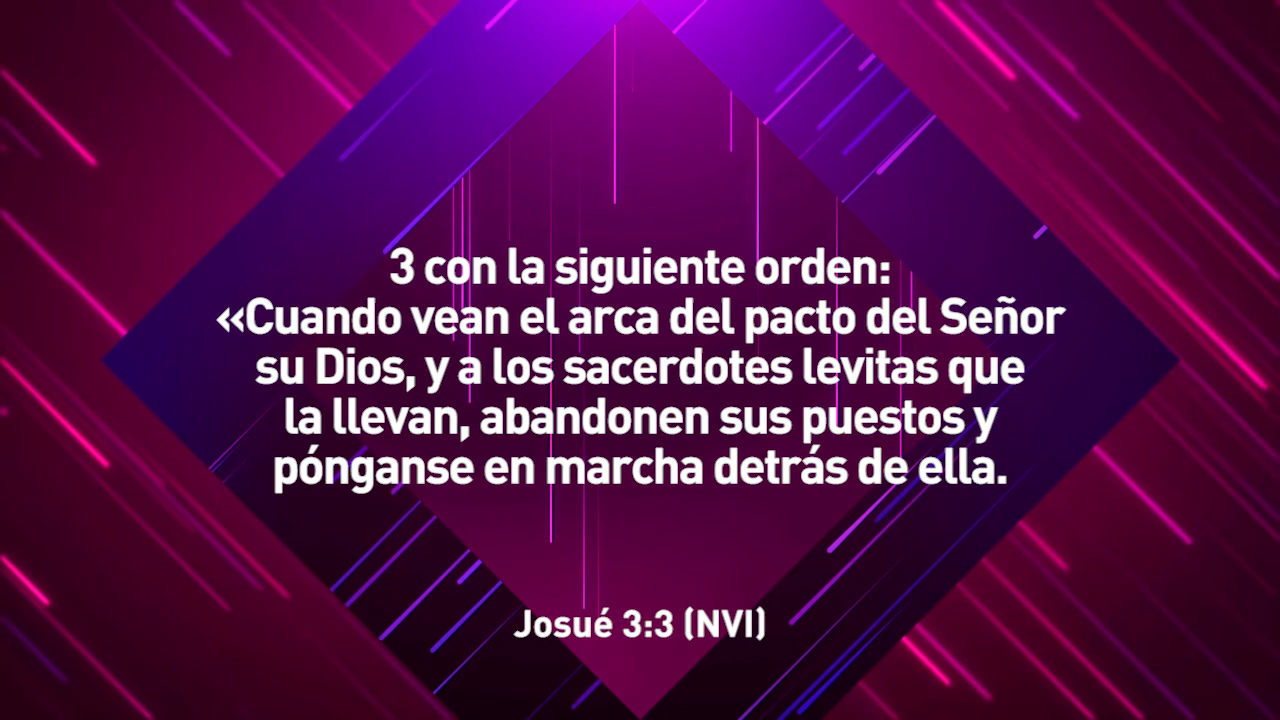 3 con la siguiente orden:
«Cuando vean el arca del pacto del Señor
su Dios, y a los sacerdotes levitas que
la llevan, abandonen sus puestos y
pónganse en marcha detrás de ella.
Josué 3:3 (NVI)